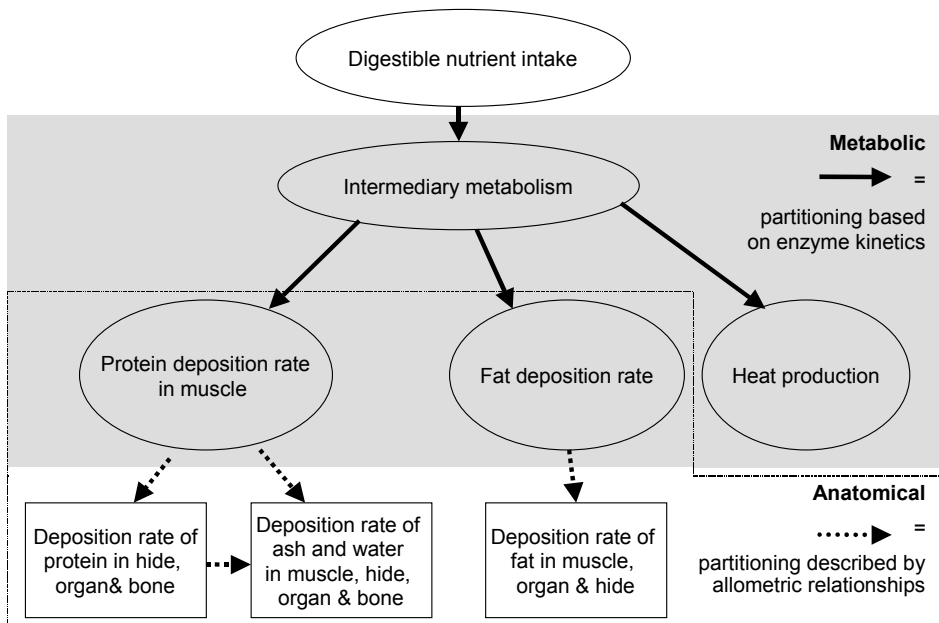 Digestible nutrient intake
Metabolic
=
partitioning based
on enzyme kinetics
Intermediary metabolism
Protein deposition rate
in muscle
Fat deposition rate
Heat production
Anatomical
=
partitioning described by
allometric relationships
Deposition rate of
protein in hide,
organ& bone
Deposition rate of
ash and water
in muscle, hide,
organ & bone
Deposition rate of
fat in muscle,
organ & hide